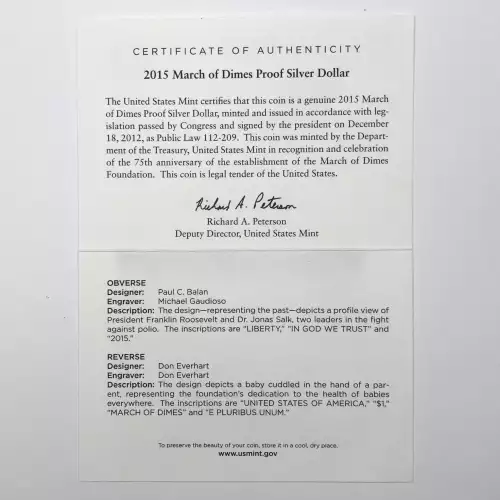 CERTIFICATE OF AUTHENTICITY
2015 March of Dimes Proof Silver Dollar
The United States Mint certifies that this coin is a genuine 2015 March
of Dimes Proof Silver Dollar, minted and issued in accordance with leg-
islation passed by Congress and signed by the president on December
18, 2012, as Public Law 112-209. This coin was minted by the Depart-
ment of the Treasury, United States Mint in recognition and celebration
of the 75th anniversary of the establishment of the March of Dimes
Foundation. This coin is legal tender of the United States.
Richard A. Peterson
Richard A. Peterson
Deputy Director, United States Mint
OBVERSE
Designer: Paul C. Balan
Engraver: Michael Gaudioso
Description: The design—representing the past—depicts a profile view of
President Franklin Roosevelt and Dr. Jonas Salk, two leaders in the fight
against polio. The inscriptions are "LIBERTY," "IN GOD WE TRUST" and
"2015."
REVERSE
Designer: Don Everhart
Engraver: Don Everhart
Description: The design depicts a baby cuddled in the hand of a par-
ent, representing the foundation's dedication to the health of babies
everywhere. The inscriptions are "UNITED STATES OF AMERICA," "$1,"
"MARCH OF DIMES" and "E PLURIBUS UNUM."
To preserve the beauty of your coin, store it in a cool, dry place.
www.usmint.gov